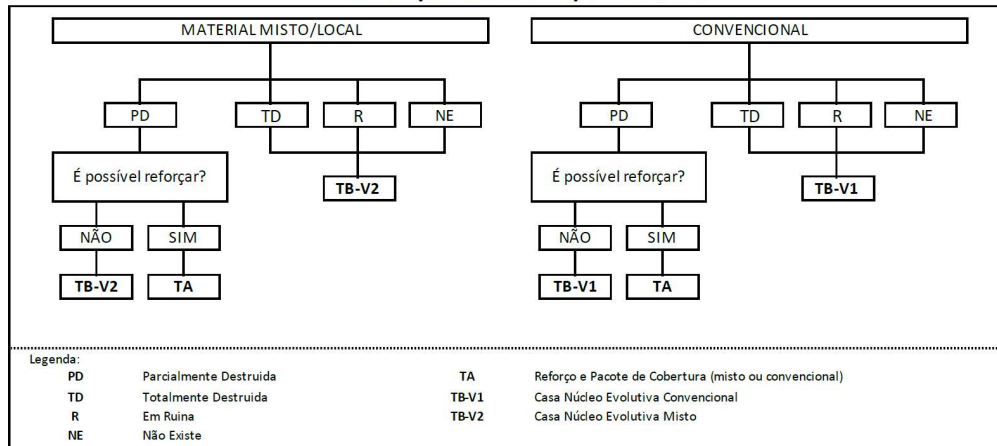 MATERIAL MISTO/LOCAL
PD
TD
R
NE
É possível reforçar?
TB-V2
NÃO
SIM
TB-V2
TA
CONVENCIONAL
PD
TD
R
NE
É possível reforçar?
TB-V1
NÃO
SIM
TB-V1
TA
Legenda:
PD Parcialmente Destruida
TD Totalmente Destruida
R Em Ruina
NE Não Existe
TA Reforço e Pacote de Cobertura (misto ou convencional)
TB-V1 Casa Núcleo Evolutiva Convencional
TB-V2 Casa Núcleo Evolutiva Misto